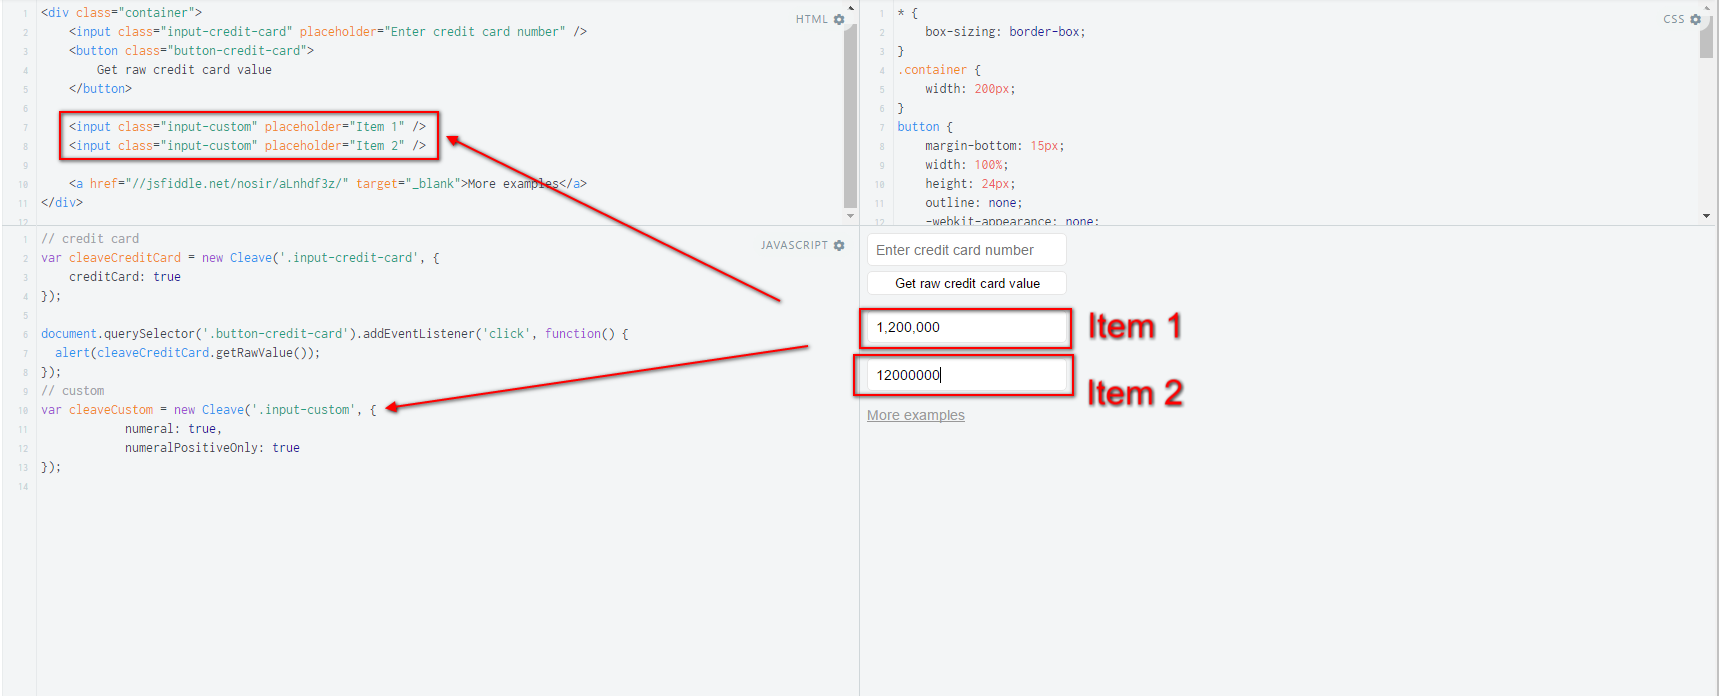 HTML
1 <div class="container">
2 <input class="input-credit-card" placeholder="Enter credit card number" />
3 <button class="button-credit-card">
4 Get raw credit card value
5 </button>
6
7 <input class="input-custom" placeholder="Item 1" />
8 <input class="input-custom" placeholder="Item 2" />
9
10 <a href="//jsfiddle.net/nosir/aLnhdf3z/" target="_blank">More examples</a>
11 </div>
12
CSS
1 * {
2 box-sizing: border-box;
3 }
4 .container {
5 width: 200px;
6 }
7 button {
8 margin-bottom: 15px;
9 width: 100%;
10 height: 24px;
11 outline: none;
12 -webkit-appearance: none;
JAVASCRIPT
1 // credit card
2 var cleaveCreditCard = new Cleave('.input-credit-card', {
3 creditCard: true
4 });
5
6 document.querySelector('.button-credit-card').addEventListener('click', function() {
7 alert(cleaveCreditCard.getRawValue());
8 });
9 // custom
10 var cleaveCustom = new Cleave('.input-custom', {
11 numeral: true,
12 numeralPositiveOnly: true
13 });
14
Enter credit card number
Get raw credit card value
1,200,000
Item 1
12000000
Item 2
More examples